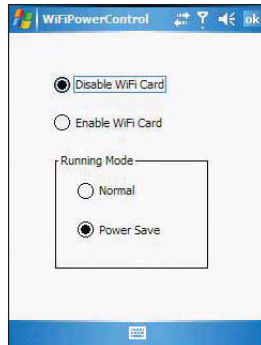 WiFiPowerControl ok
Disable WiFi Card
Enable WiFi Card
Running Mode
Normal
Power Save